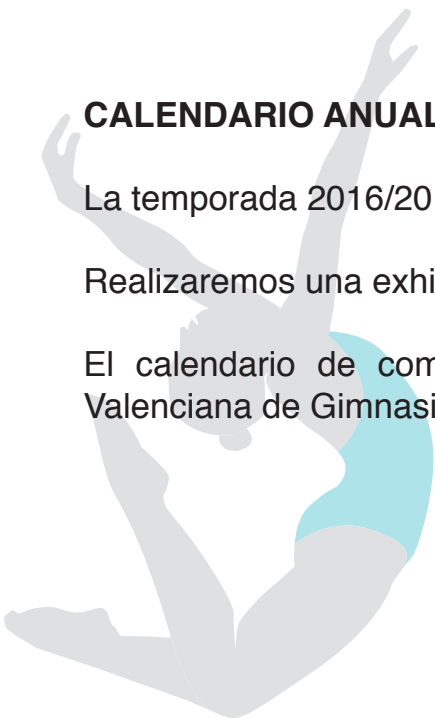 CALENDARIO ANUAL
La temporada 2016/20
Realizaremos una exhi
El calendario de com
Valenciana de Gimnasi